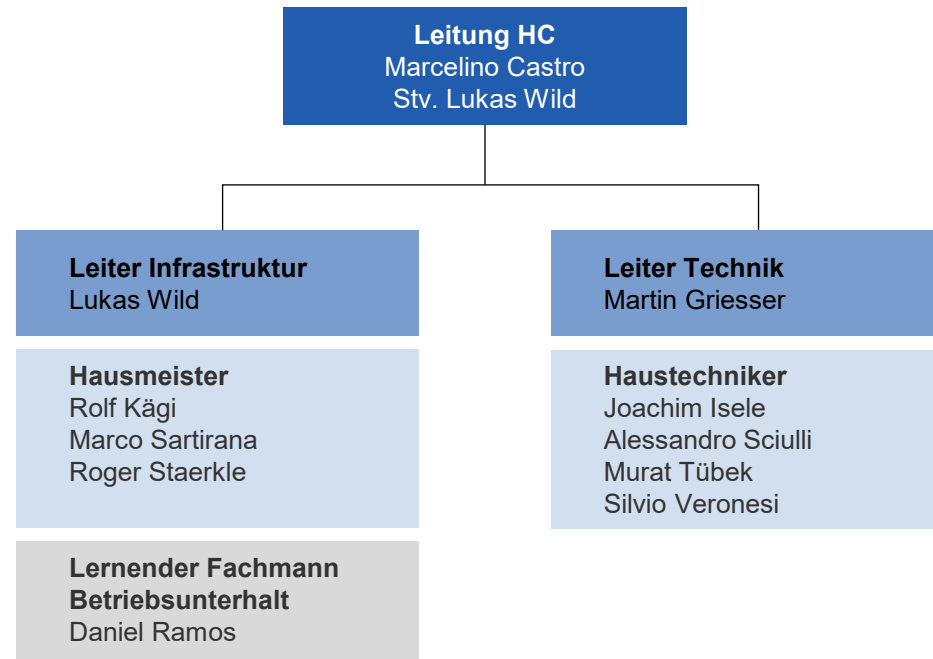 Leitung HC
Marcelino Castro
Stv. Lukas Wild
Leiter Infrastruktur
Lukas Wild
Hausmeister
Rolf Kägi
Marco Sartirana
Roger Staerkle
Lernender Fachmann
Betriebsunterhalt
Daniel Ramos
Leiter Technik
Martin Griesser
Haustechniker
Joachim Isele
Alessandro Sciulli
Murat Tübek
Silvio Veronesi